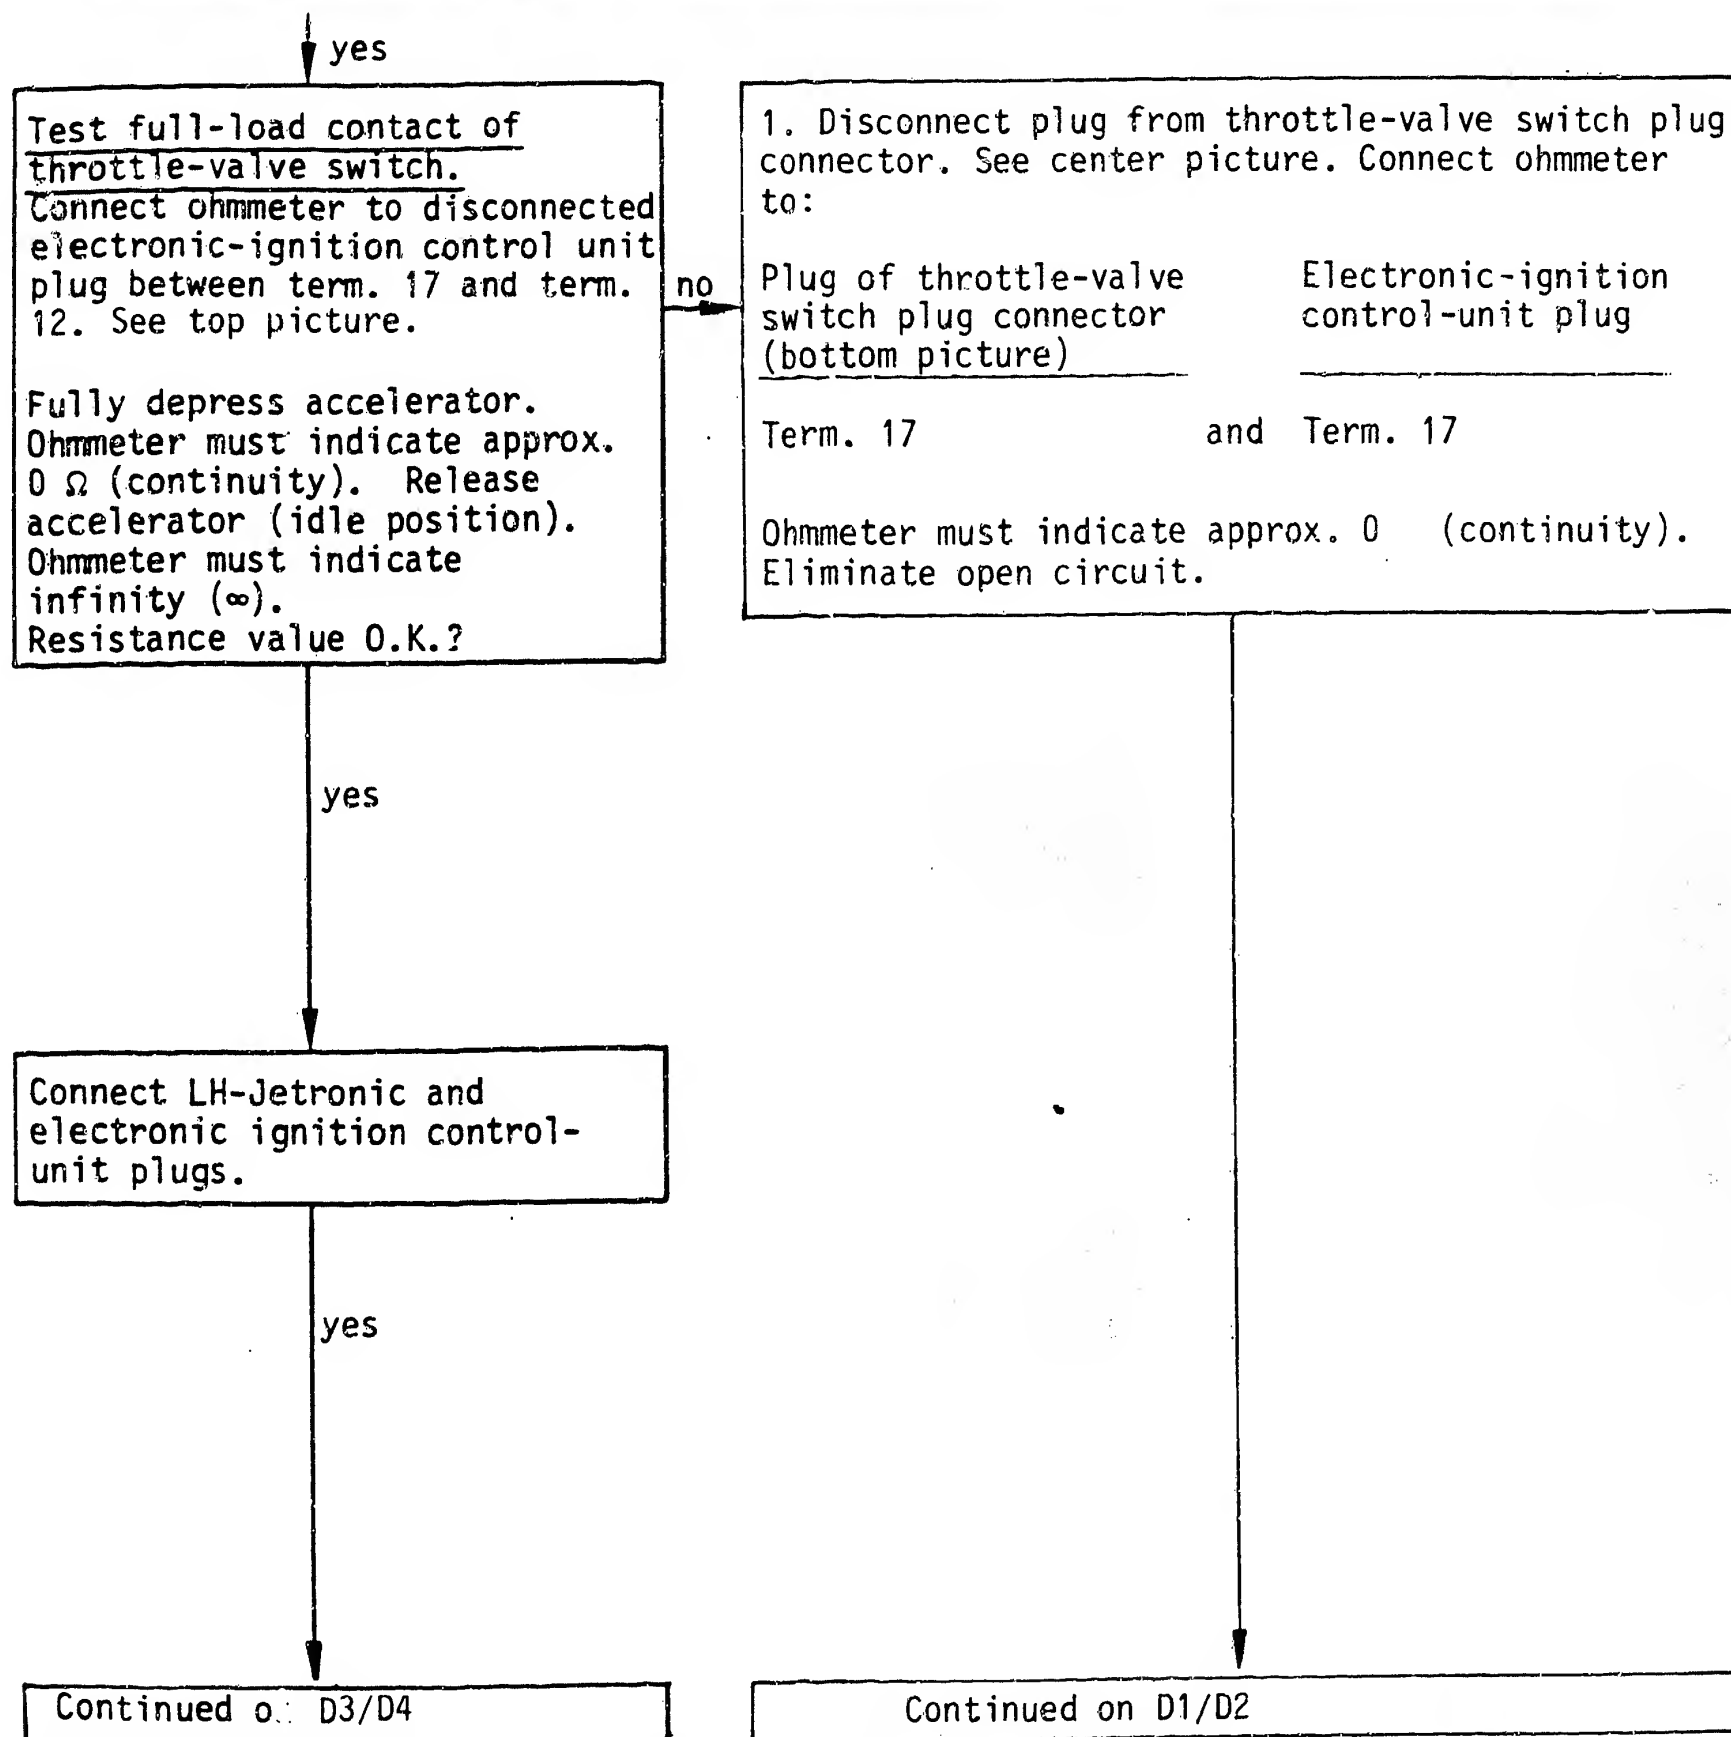 yes
Test full-load contact of
throttle-valve switch.
Connect ohmmeter to disconnected
electronic-ignition control unit
plug between term. 17 and term.
12. See top picture.
Fully depress accelerator.
Ohmmeter must indicate approx.
0 Ω (continuity). Release
accelerator (idle position).
Ohmmeter must indicate
infinity (∞).
Resistance value O.K.?
no
1. Disconnect plug from throttle-valve switch plug
connector. See center picture. Connect ohmmeter
to:
Plug of throttle-valve
switch plug connector
(bottom picture)
Electronic-ignition
control-unit plug
Term. 17 and Term. 17
Ohmmeter must indicate approx. 0 (continuity).
Eliminate open circuit.
yes
Connect LH-Jetronic and
electronic ignition control-
unit plugs.
yes
Continued D3/D4
Continued on D1/D2